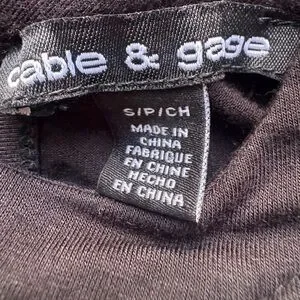 cable & gage
S/P/CH
MADE IN
CHINA
FABRIQUE
EN CHINE
HECHO
EN CHINA